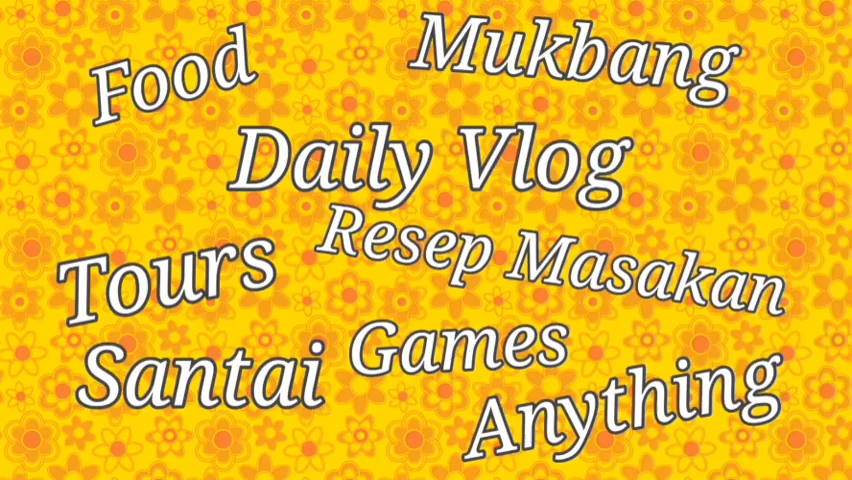 Food
Mukbang
Daily Vlog
Resep Masakan
Tours
Games
Santai
Anything